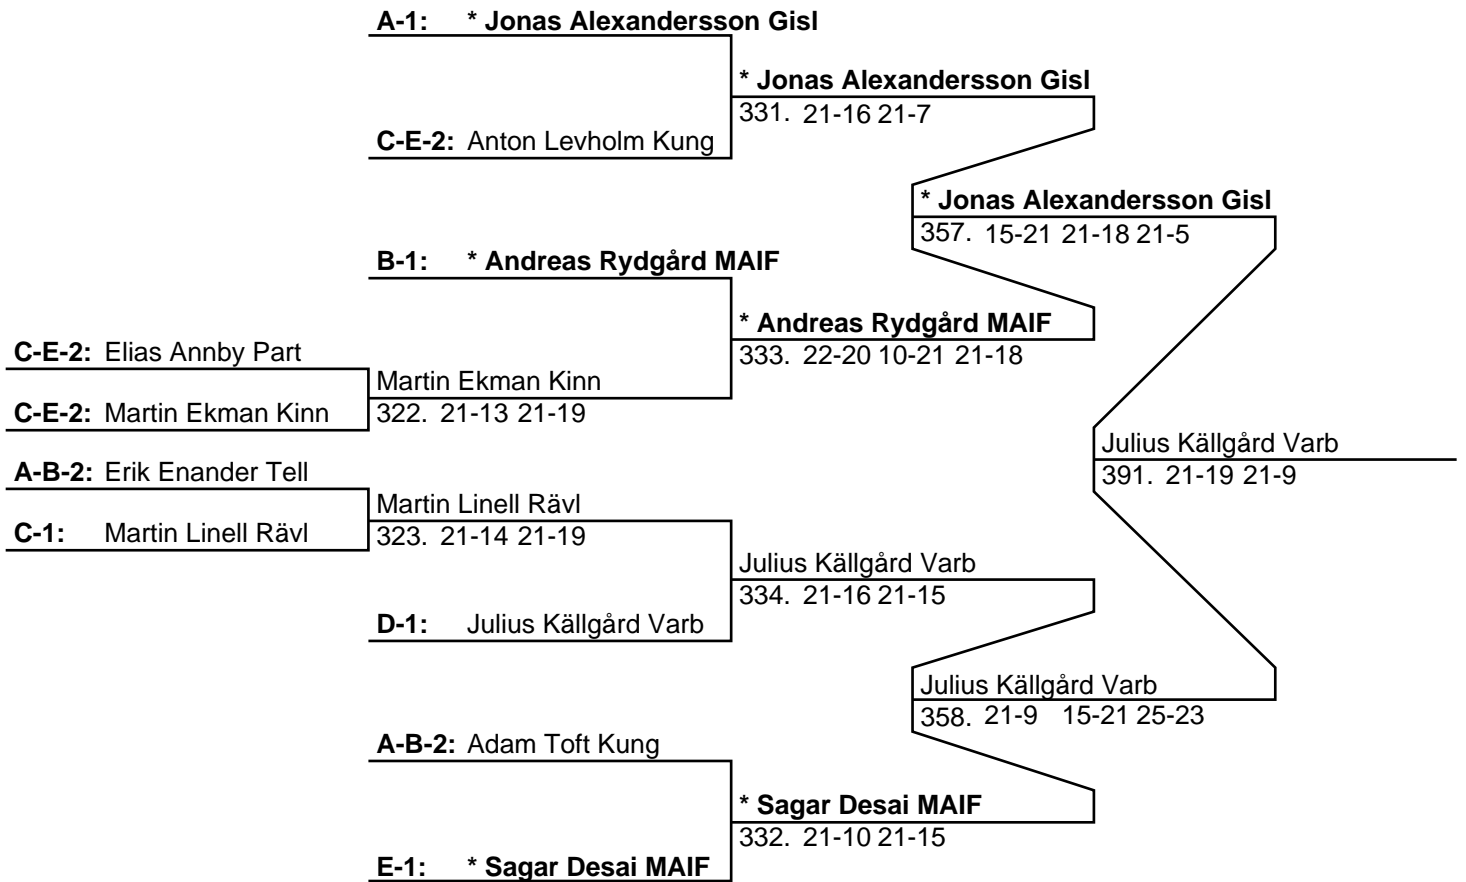 A-1: * Jonas Alexandersson Gisl
* Jonas Alexandersson Gisl
331. 21-16 21-7
C-E-2: Anton Levholm Kung
* Jonas Alexandersson Gisl
357. 15-21 21-18 21-5
B-1: * Andreas Rydgård MAIF
* Andreas Rydgård MAIF
333. 22-20 10-21 21-18
C-E-2: Elias Annby Part
Martin Ekman Kinn
322. 21-13 21-19
C-E-2: Martin Ekman Kinn
Julius Källgård Varb
391. 21-19 21-9
A-B-2: Erik Enander Tell
Martin Linell Rävl
323. 21-14 21-19
C-1: Martin Linell Rävl
Julius Källgård Varb
334. 21-16 21-15
D-1: Julius Källgård Varb
Julius Källgård Varb
358. 21-9 15-21 25-23
A-B-2: Adam Toft Kung
* Sagar Desai MAIF
332. 21-10 21-15
E-1: * Sagar Desai MAIF